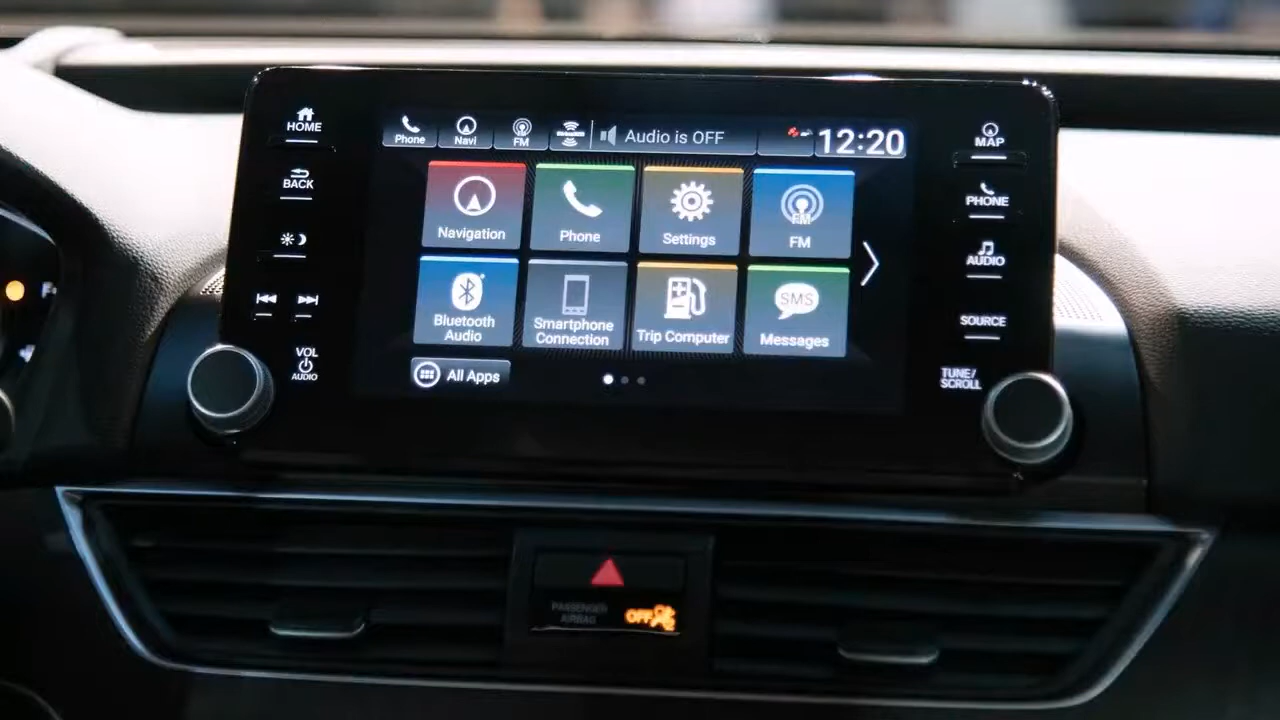 HOME
BACK
VOL
AUDIO
Phone
Navi
FM
Audio is OFF
12:20
Navigation
Phone
Settings
FM
FM
Bluetooth
Audio
Smartphone
Connection
Trip Computer
SMS
Messages
All Apps
MAP
PHONE
AUDIO
SOURCE
TUNE/
SCROLL
PASSENGER
AIRBAG
OFF